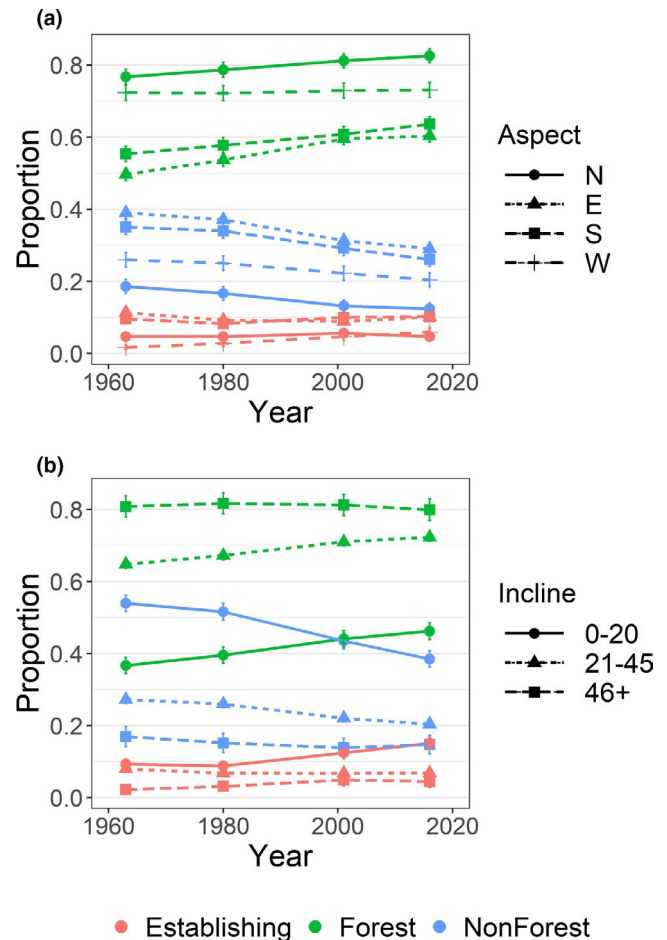 (a)
0.8
0.6
0.4
0.2
0.0
Proportion
1960 1980 2000 2020
Year
Aspect
N
E
S
W
(b)
0.8
0.6
0.4
0.2
0.0
Proportion
1960 1980 2000 2020
Year
Incline
0-20
21-45
46+
Establishing Forest NonForest